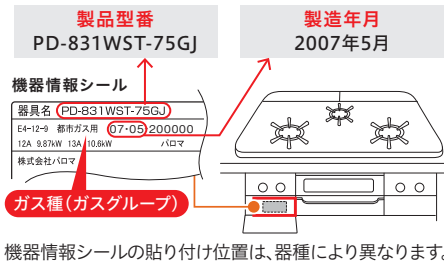 製品型番
PD-831WST-75GJ
製造年月
2007年5月
機器情報シール
器具名 PD-831WST-75GJ
E4-12-9 都市ガス用 07·05 200000
12A 9.87kW 13A 10.6kW パロマ
株式会社パロマ
ガス種(ガスグループ)
機器情報シールの貼り付け位置は、器種により異なります。